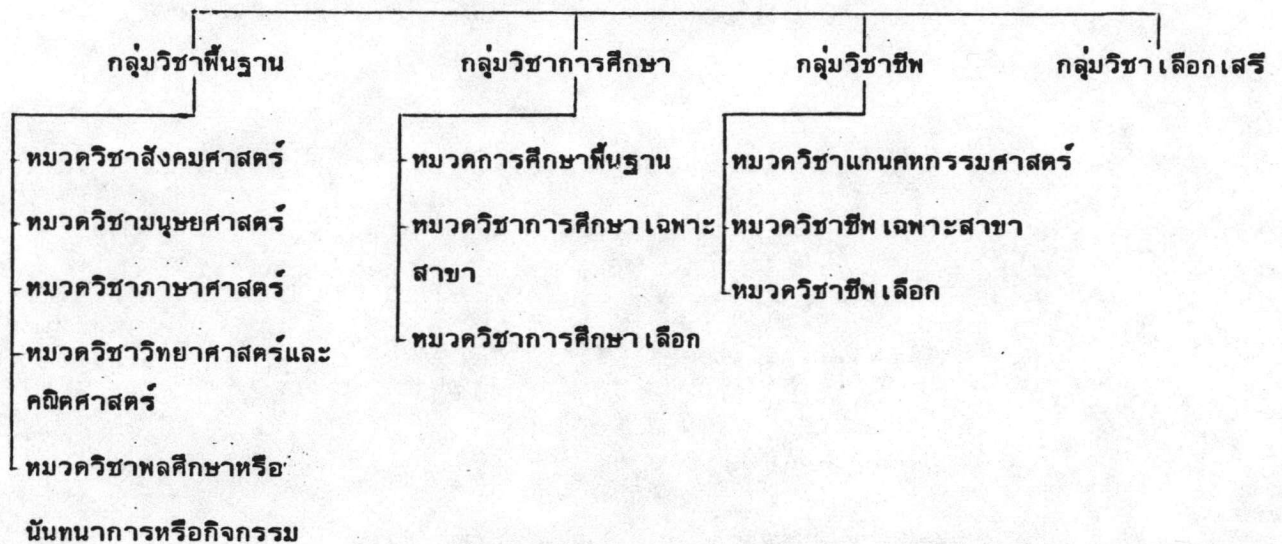 กลุ่มวิชาพื้นฐาน
กลุ่มวิชาการศึกษา
กลุ่มวิชาชีพ
กลุ่มวิชาเลือกเสรี
หมวดวิชาสังคมศาสตร์
หมวดวิชามนุษยศาสตร์
หมวดวิชาภาษาศาสตร์
หมวดวิชาวิทยาศาสตร์และ
คณิตศาสตร์
หมวดวิชาพลศึกษาหรือ
นันทนาการหรือกิจกรรม
หมวดการศึกษาพื้นฐาน
หมวดวิชาการศึกษาเฉพาะ
สาขา
หมวดวิชาการศึกษาเลือก
หมวดวิชาแกนคหกรรมศาสตร์
หมวดวิชาชีพเฉพาะสาขา
หมวดวิชาชีพเลือก